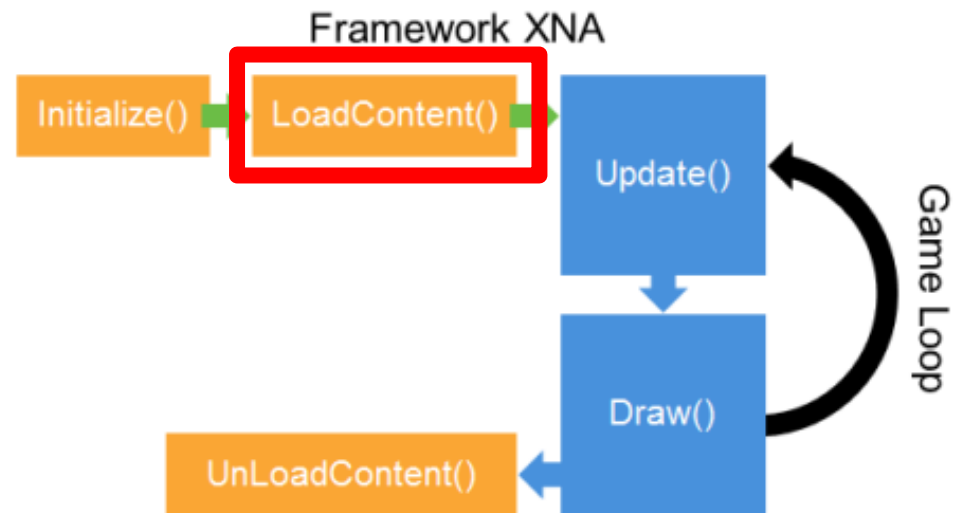 Framework XNA
Initialize()
LoadContent()
Update()
Game Loop
Draw()
UnLoadContent()